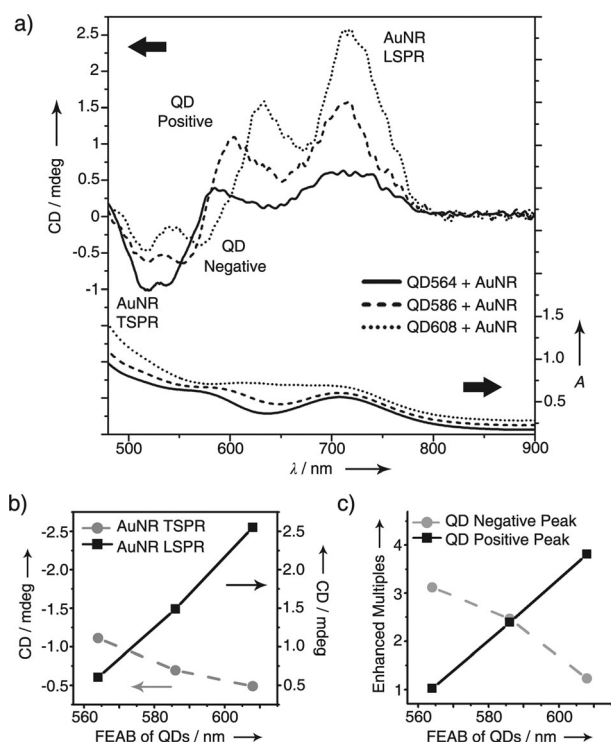 a)
2.5
2
1.5
1
0.5
0
-0.5
-1
CD / mdeg
AuNR
LSPR
QD
Positive
QD
Negative
AuNR
TSPR
QD564 + AuNR
QD586 + AuNR
QD608 + AuNR
1.5
1.0
0.5
A
500 600 700 800 900
λ / nm
b)
AuNR TSPR
AuNR LSPR
-2.5
-2.0
-1.5
-1.0
-0.5
CD / mdeg
2.5
2.0
1.5
1.0
0.5
CD / mdeg
560 580 600
FEAB of QDs / nm
c)
QD Negative Peak
QD Positive Peak
4
3
2
1
Enhanced Multiples
560 580 600
FEAB of QDs / nm